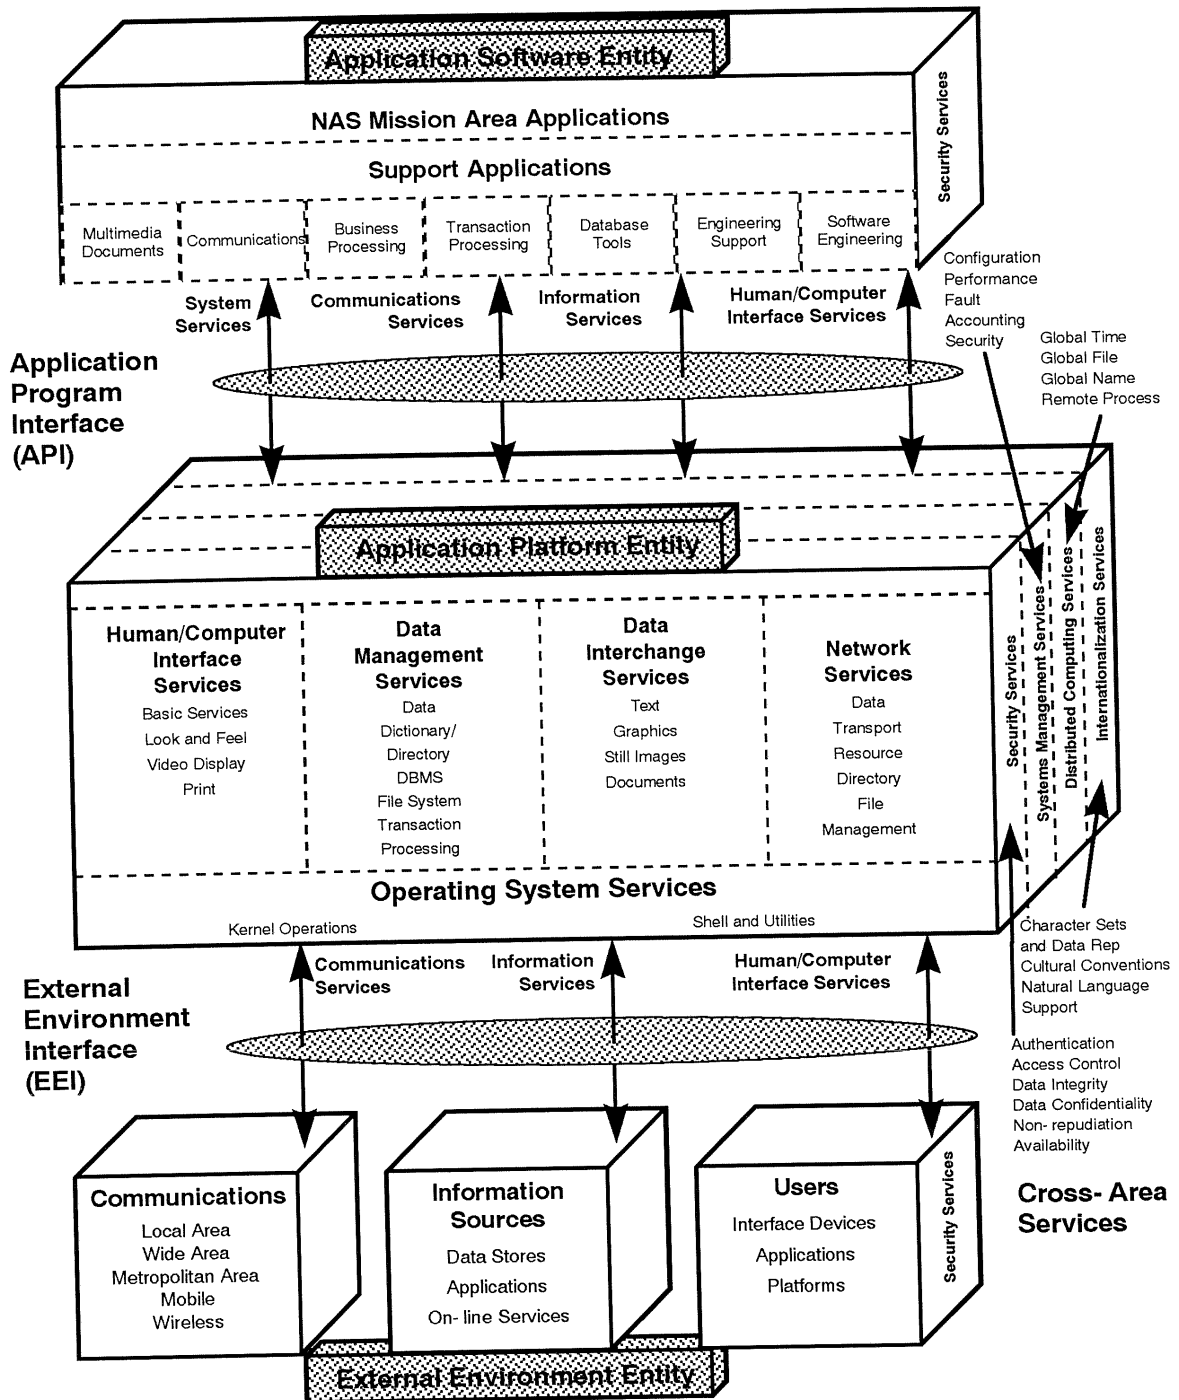 Application Software Entity
NAS Mission Area Applications
Support Applications
Security Services
Multimedia
Documents
Communications
Business
Processing
Transaction
Processing
Database
Tools
Engineering
Support
Software
Engineering
System
Services
Communications
Services
Information
Services
Human/Computer
Interface Services
Configuration
Performance
Fault
Accounting
Security
Global Time
Global File
Global Name
Remote Process
Application
Program
Interface
(API)
Application Platform Entity
Human/Computer
Interface
Services
Basic Services
Look and Feel
Video Display
Print
Data
Management
Services
Data
Dictionary/
Directory
DBMS
File System
Transaction
Processing
Data
Interchange
Services
Text
Graphics
Still Images
Documents
Network
Services
Data
Transport
Resource
Directory
File
Management
Security Services
Systems Management Services
Distributed Computing Services
Internationalization Services
Operating System Services
Kernel Operations
Shell and Utilities
Communications
Services
Information
Services
Human/Computer
Interface Services
Character Sets
and Data Rep
Cultural Conventions
Natural Language
Support
External
Environment
Interface
(EEI)
Authentication
Access Control
Data Integrity
Data Confidentiality
Non- repudiation
Availability
Cross- Area
Services
Communications
Local Area
Wide Area
Metropolitan Area
Mobile
Wireless
Information
Sources
Data Stores
Applications
On- line Services
Users
Interface Devices
Applications
Platforms
Security Services
External Environment Entity